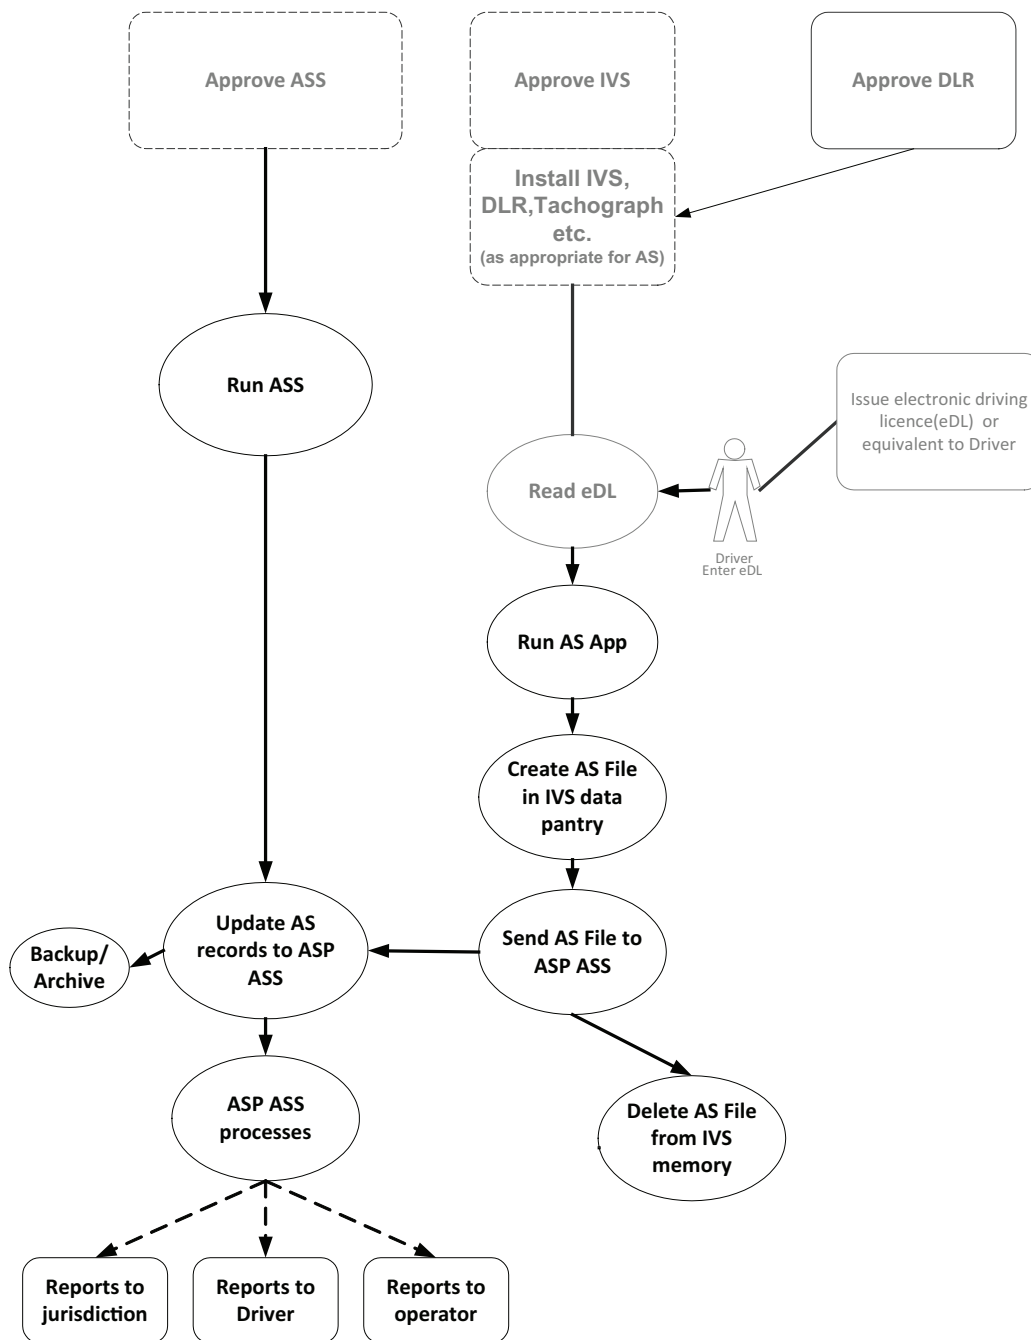 Approve ASS
Approve IVS
Approve DLR
Install IVS,
DLR,Tachograph
etc.
(as appropriate for AS)
Run ASS
Issue electronic driving
licence(eDL) or
equivalent to Driver
Read eDL
Driver
Enter eDL
Run AS App
Create AS File
in IVS data
pantry
Update AS
records to ASP
ASS
Send AS File to
ASP ASS
Backup/
Archive
ASP ASS
processes
Delete AS File
from IVS
memory
Reports to
jurisdiction
Reports to
Driver
Reports to
operator